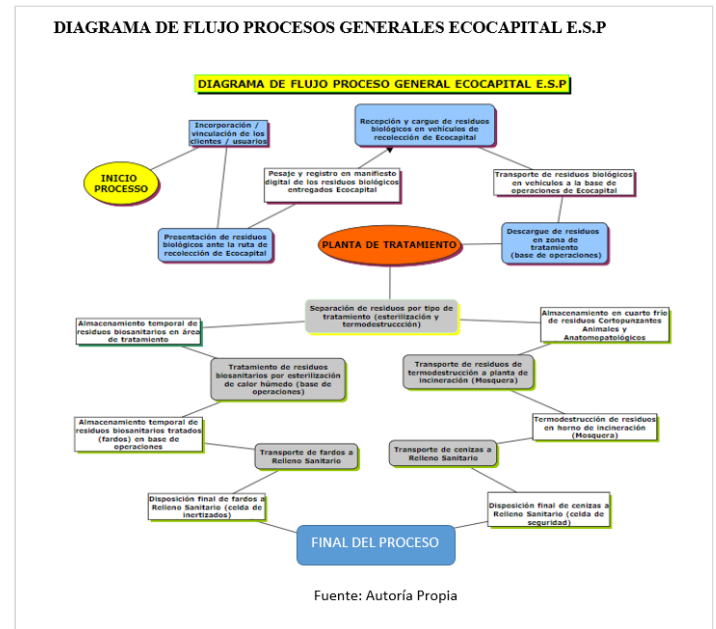 DIAGRAMA DE FLUJO PROCESOS GENERALES ECOCAPITAL E.S.P
DIAGRAMA DE FLUJO PROCESO GENERAL ECOCAPITAL E.S.P
INICIO
PROCESSO
Incorporación /
vinculación de los
clientes / usuarios
Presentación de residuos
biológicos ante la ruta de
recolección de Ecocapital
Pesaje y registro en manifiesto
digital de los residuos biológicos
entregados Ecocapital
Recepción y cargue de residuos
biológicos en vehículos de
recolección de Ecocapital
Transporte de residuos biológicos
en vehículos a la base de
operaciones de Ecocapital
Descargue de residuos
en zona de
tratamiento
(base de operaciones)
PLANTA DE TRATAMIENTO
Separación de residuos por tipo de
tratamiento (esterilización y
termodestruccción)
Almacenamiento temporal de
residuos biosanitarios en área
de tratamiento
Tratamiento de residuos
biosanitarios por esterilización
de calor húmedo (base de
operaciones)
Almacenamiento temporal de
residuos biosanitarios tratados
(fardos) en base de
operaciones
Transporte de fardos a
Relleno Sanitario
Disposición final de fardos a
Relleno Sanitario (celda de
inertizados)
Almacenamiento en cuarto frío
de residuos Cortopunzantes
Animales y
Anatomopatológicos
Transporte de residuos de
termodestrucción a planta de
incineración (Mosquera)
Termodestrucción de residuos
en horno de incineración
(Mosquera)
Transporte de cenizas a
Relleno Sanitario
Disposición final de cenizas a
Relleno Sanitario (celda de
seguridad)
FINAL DEL PROCESO
Fuente: Autoría Propia